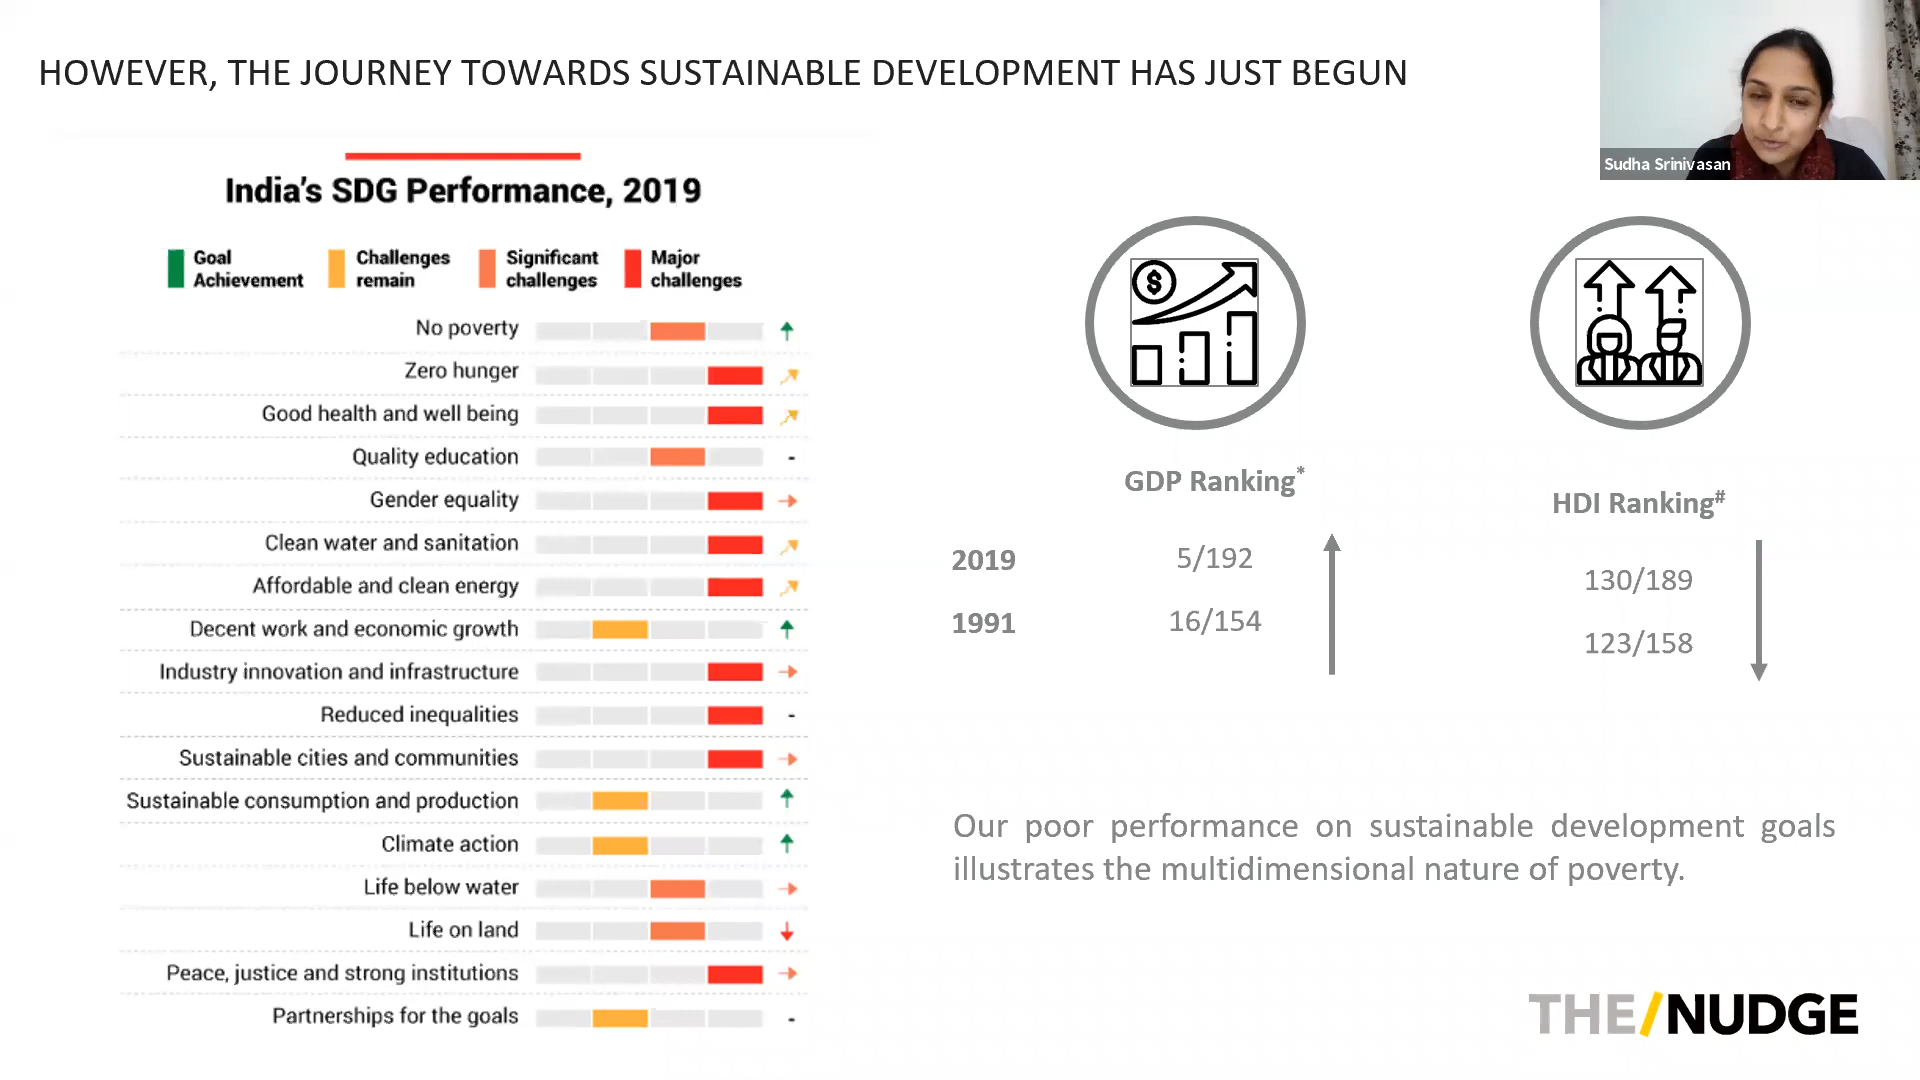 HOWEVER, THE JOURNEY TOWARDS SUSTAINABLE DEVELOPMENT HAS JUST BEGUN
Sudha Srinivasan
India's SDG Performance, 2019
Goal Achievement
Challenges remain
Significant challenges
Major challenges
No poverty
Zero hunger
Good health and well being
Quality education -
Gender equality
Clean water and sanitation
Affordable and clean energy
Decent work and economic growth
Industry innovation and infrastructure
Reduced inequalities -
Sustainable cities and communities
Sustainable consumption and production
Climate action
Life below water
Life on land
Peace, justice and strong institutions
Partnerships for the goals -
$
GDP Ranking*
HDI Ranking#
2019 5/192 130/189
1991 16/154 123/158
Our poor performance on sustainable development goals
illustrates the multidimensional nature of poverty.
THE/NUDGE